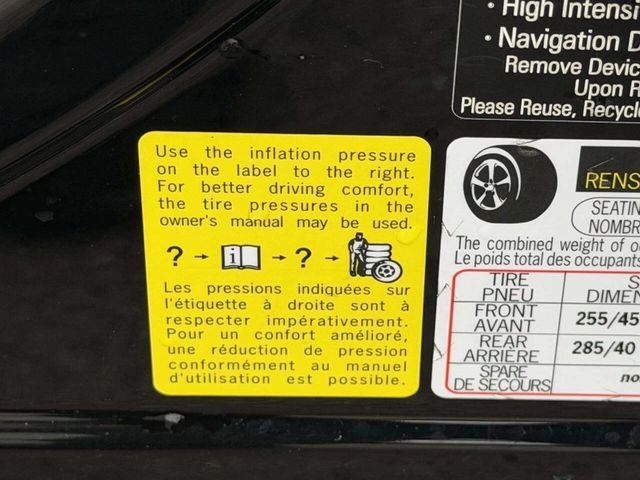 · High Intensi
· Navigation D
Remove Devic
Upon R
Please Reuse, Recycl
Use the inflation pressure
on the label to the right.
For better driving comfort,
the tire pressures in the
owner's manual may be used.
? → i → ? →
Les pressions indiquées sur
l'étiquette à droite sont à
respecter impérativement.
Pour un confort amélioré,
une réduction de pression
conformément au manuel
d'utilisation est possible.
RENS
SEATIN
NOMBR
The combined weight of o
Le poids total des occupants
TIRE S
PNEU DIMEN
FRONT
AVANT 255/45
REAR
ARRIÈRE 285/40
SPARE
DE SECOURS no